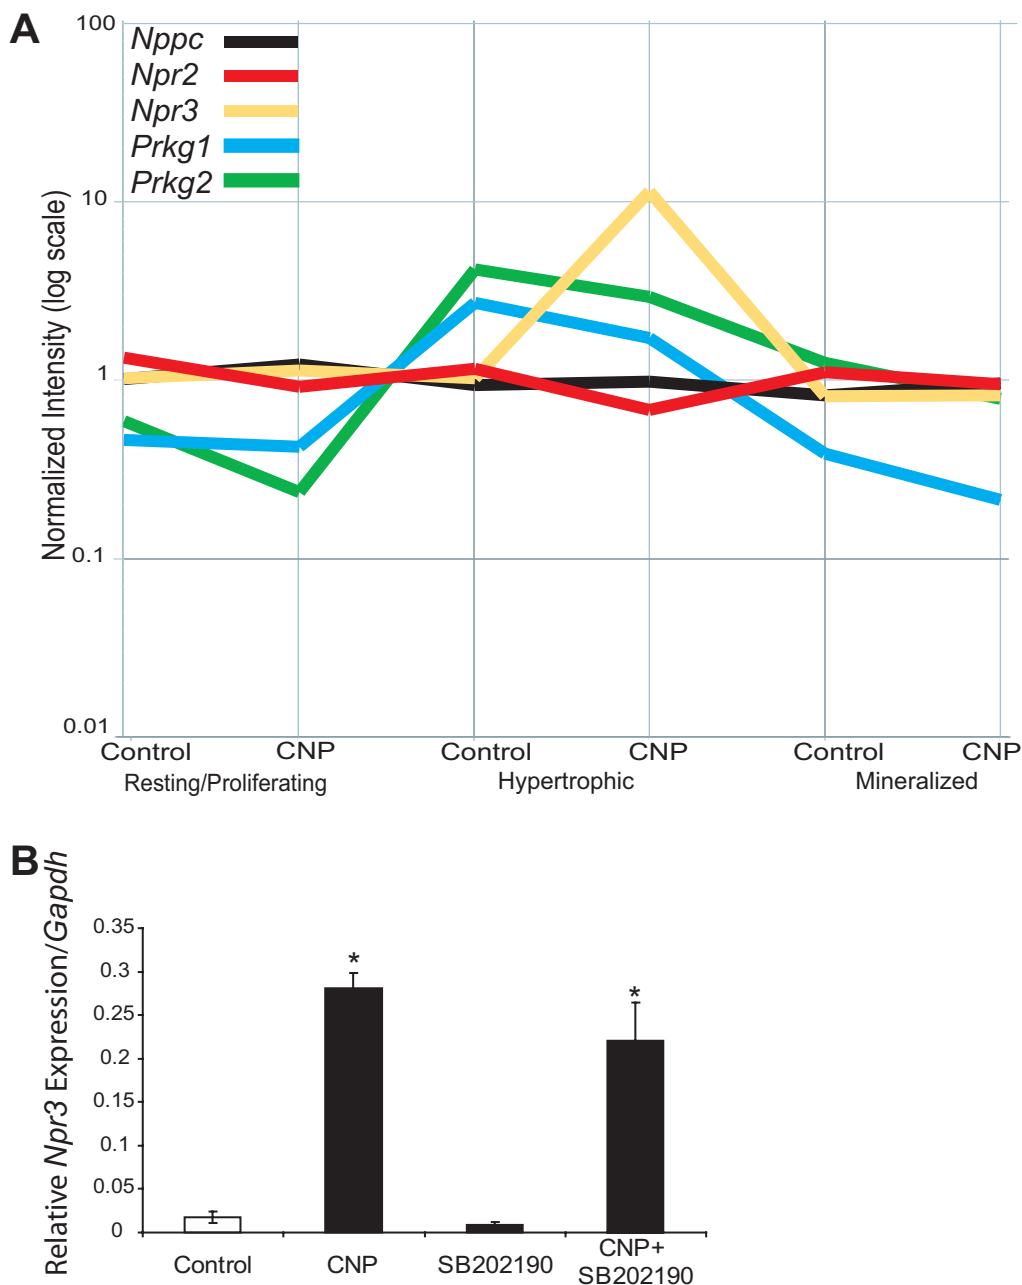 A
100
Nppc
Npr2
Npr3
Prkg1
Prkg2
10
1
0.1
0.01
Normalized Intensity (log scale)
Control CNP Control CNP Control CNP
Resting/Proliferating Hypertrophic Mineralized
B
Relative Npr3 Expression/Gapdh
0.35
0.3
0.25
0.2
0.15
0.1
0.05
0
* *
Control CNP SB202190 CNP+
SB202190